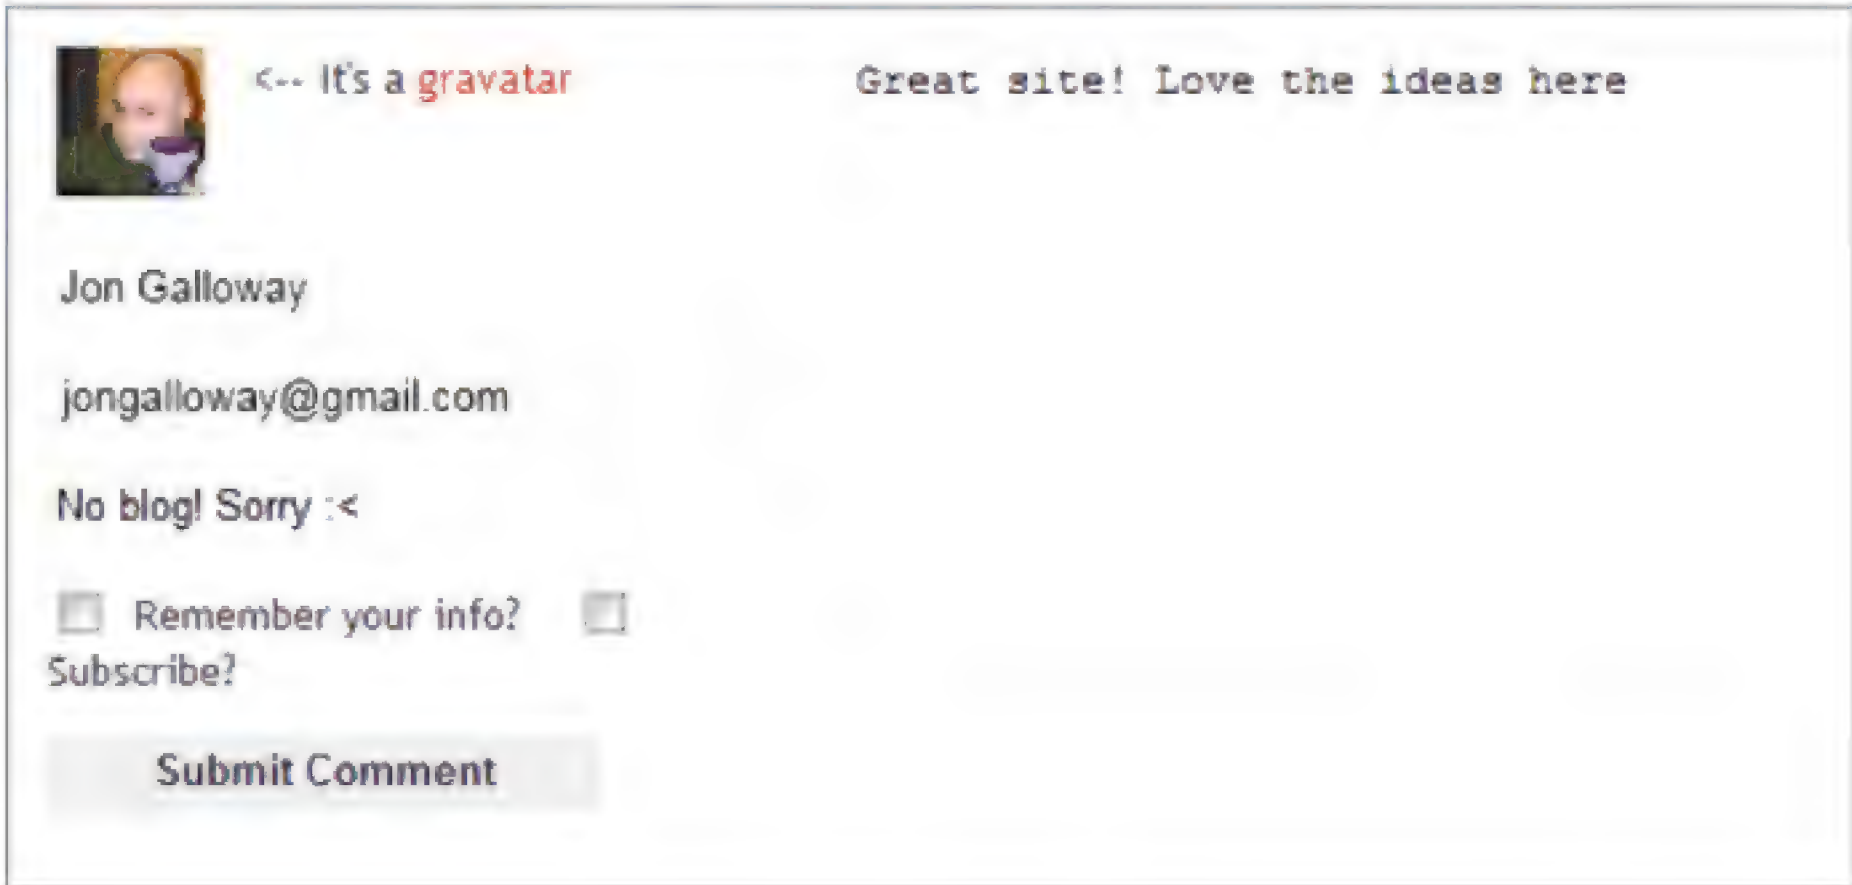 <-- It's a gravatar
Great site! Love the ideas here
Jon Galloway
jongalloway@gmail.com
No blog! Sorry :<
Remember your info?
Subscribe?
Submit Comment